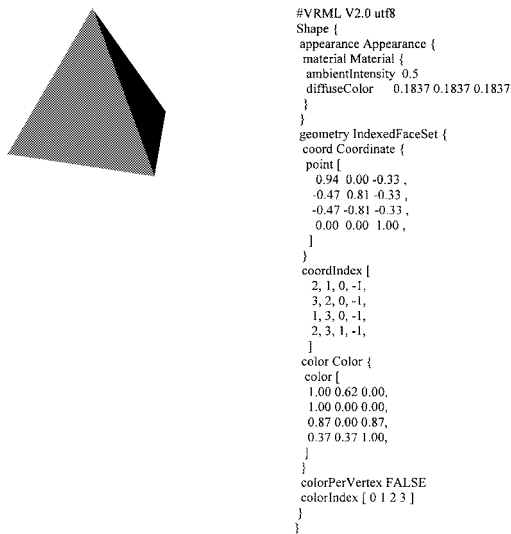 #VRML V2.0 utf8
Shape {
appearance Appearance {
material Material {
ambientIntensity 0.5
diffuseColor 0.1837 0.1837 0.1837
}
}
geometry IndexedFaceSet {
coord Coordinate {
point [
0.94 0.00 -0.33 ,
-0.47 0.81 -0.33 ,
-0.47 -0.81 -0.33 ,
0.00 0.00 1.00 ,
]
}
coordIndex [
2, 1, 0, -1,
3, 2, 0, -1,
1, 3, 0, -1,
2, 3, 1, -1,
]
color Color {
color [
1.00 0.62 0.00,
1.00 0.00 0.00,
0.87 0.00 0.87,
0.37 0.37 1.00,
]
}
colorPerVertex FALSE
colorIndex [ 0 1 2 3 ]
}
}